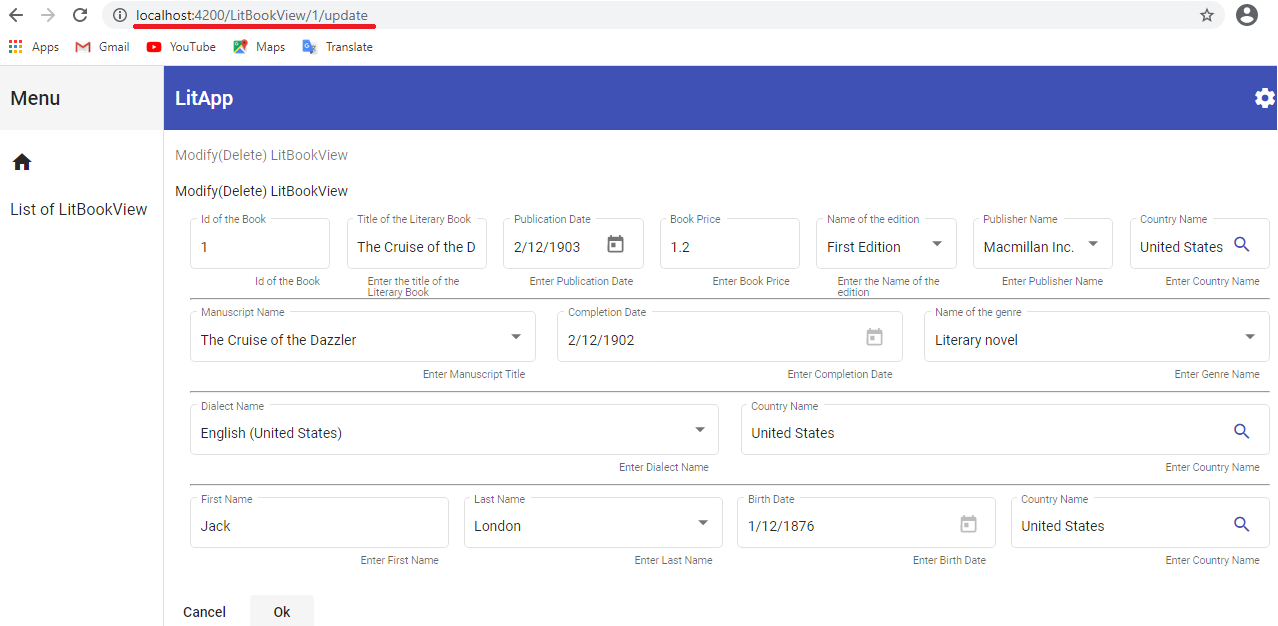 localhost:4200/LitBookView/1/update
Apps Gmail YouTube Maps Translate
Menu
LitApp
List of LitBookView
Modify(Delete) LitBookView
Modify(Delete) LitBookView
Id of the Book Title of the Literary Book Publication Date Book Price Name of the edition Publisher Name Country Name
1 The Cruise of the D 2/12/1903 1.2 First Edition Macmillan Inc. United States
Id of the Book Enter the title of the Enter Publication Date Enter Book Price Enter the Name of the Enter Publisher Name Enter Country Name
Literary Book edition
Manuscript Name Completion Date Name of the genre
The Cruise of the Dazzler 2/12/1902 Literary novel
Enter Manuscript Title Enter Completion Date Enter Genre Name
Dialect Name Country Name
English (United States) United States
Enter Dialect Name Enter Country Name
First Name Last Name Birth Date Country Name
Jack London 1/12/1876 United States
Enter First Name Enter Last Name Enter Birth Date Enter Country Name
Cancel Ok